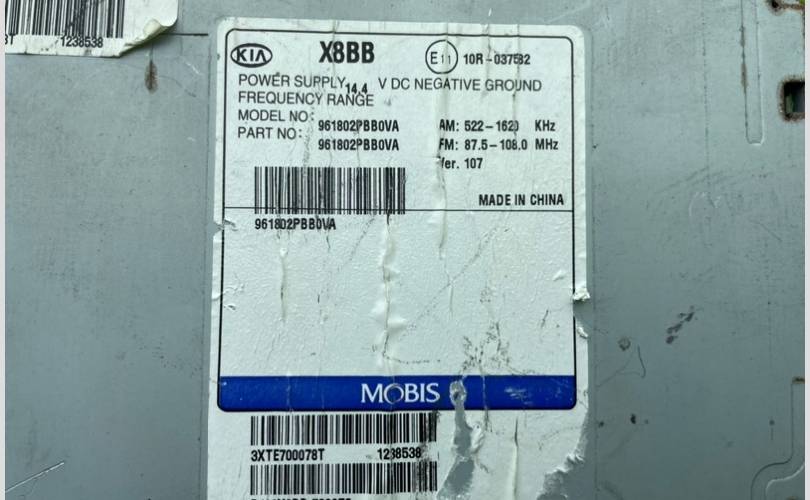 8T 1238538
KIA X8BB E11 10R-037582
POWER SUPPLY 14.4 V DC NEGATIVE GROUND
FREQUENCY RANGE
MODEL NO: 961802PBB0VA AM: 522-1620 KHz
PART NO: 961802PBB0VA FM: 87.5-108.0 MHz
Ver. 107
MADE IN CHINA
961802PBB0VA
MOBIS
3XTE700078T 1238538